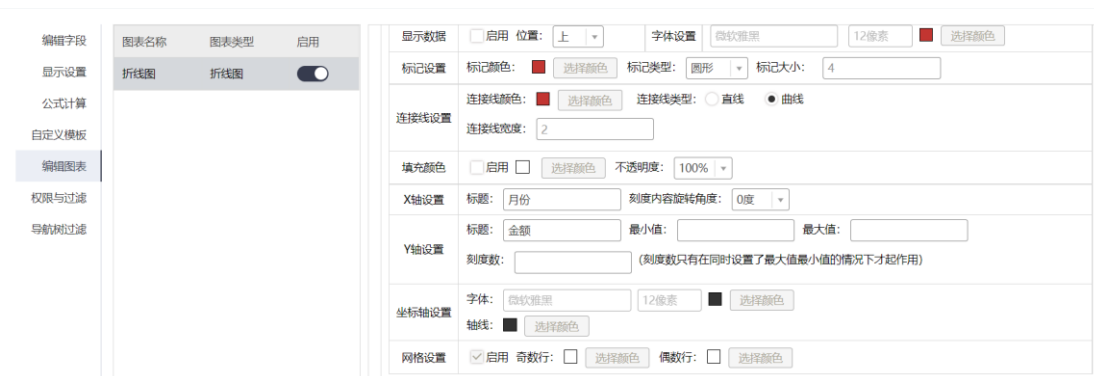 编辑字段
显示设置
公式计算
自定义模板
编辑图表
权限与过滤
导航树过滤
图表名称 图表类型 启用
折线图 折线图
显示数据 启用 位置: 上 字体设置 微软雅黑 12像素 选择颜色
标记设置 标记颜色: 选择颜色 标记类型: 圆形 标记大小: 4
连接线设置 连接线颜色: 选择颜色 连接线类型: 直线 曲线
连接线宽度: 2
填充颜色 启用 选择颜色 不透明度: 100%
X轴设置 标题: 月份 刻度内容旋转角度: 0度
Y轴设置 标题: 金额 最小值: 最大值:
刻度数: (刻度数只有在同时设置了最大值最小值的情况下才起作用)
坐标轴设置 字体: 微软雅黑 12像素 选择颜色
轴线: 选择颜色
网格设置 启用 奇数行: 选择颜色 偶数行: 选择颜色